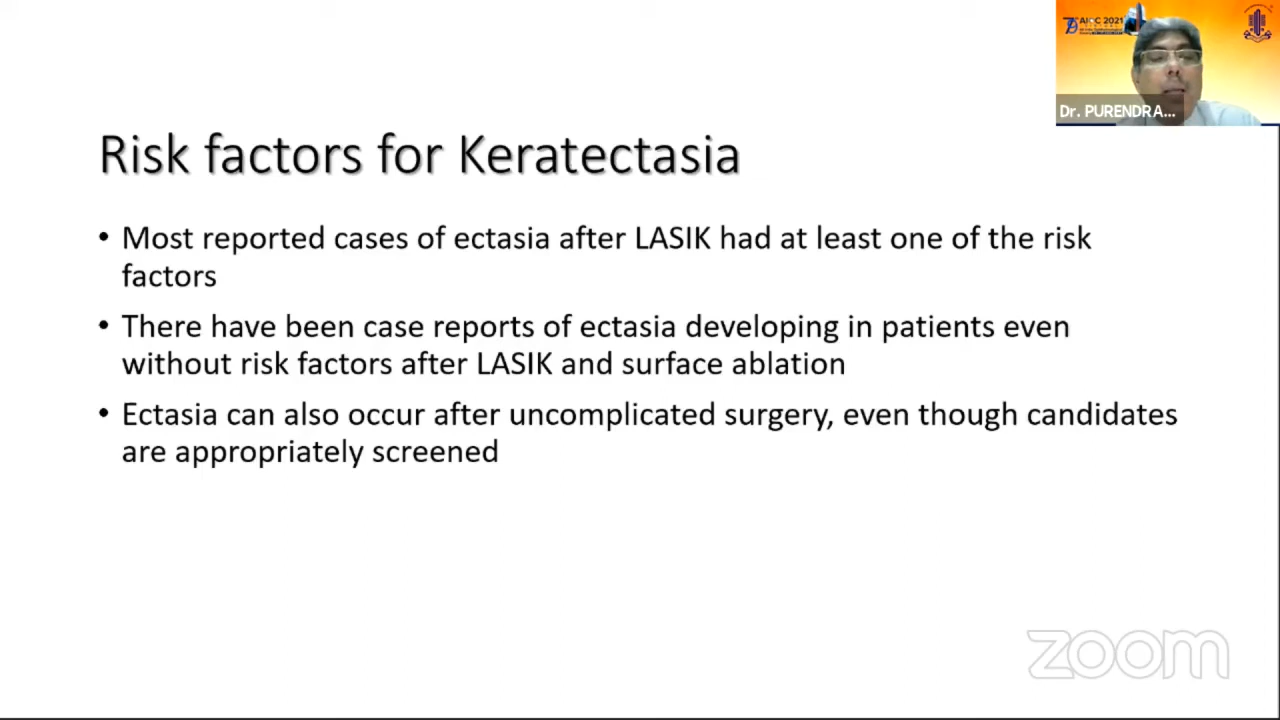 AIOC 2021
Dr. PURENDRA...
Risk factors for Keratectasia
• Most reported cases of ectasia after LASIK had at least one of the risk
factors
• There have been case reports of ectasia developing in patients even
without risk factors after LASIK and surface ablation
• Ectasia can also occur after uncomplicated surgery, even though candidates
are appropriately screened
zoom